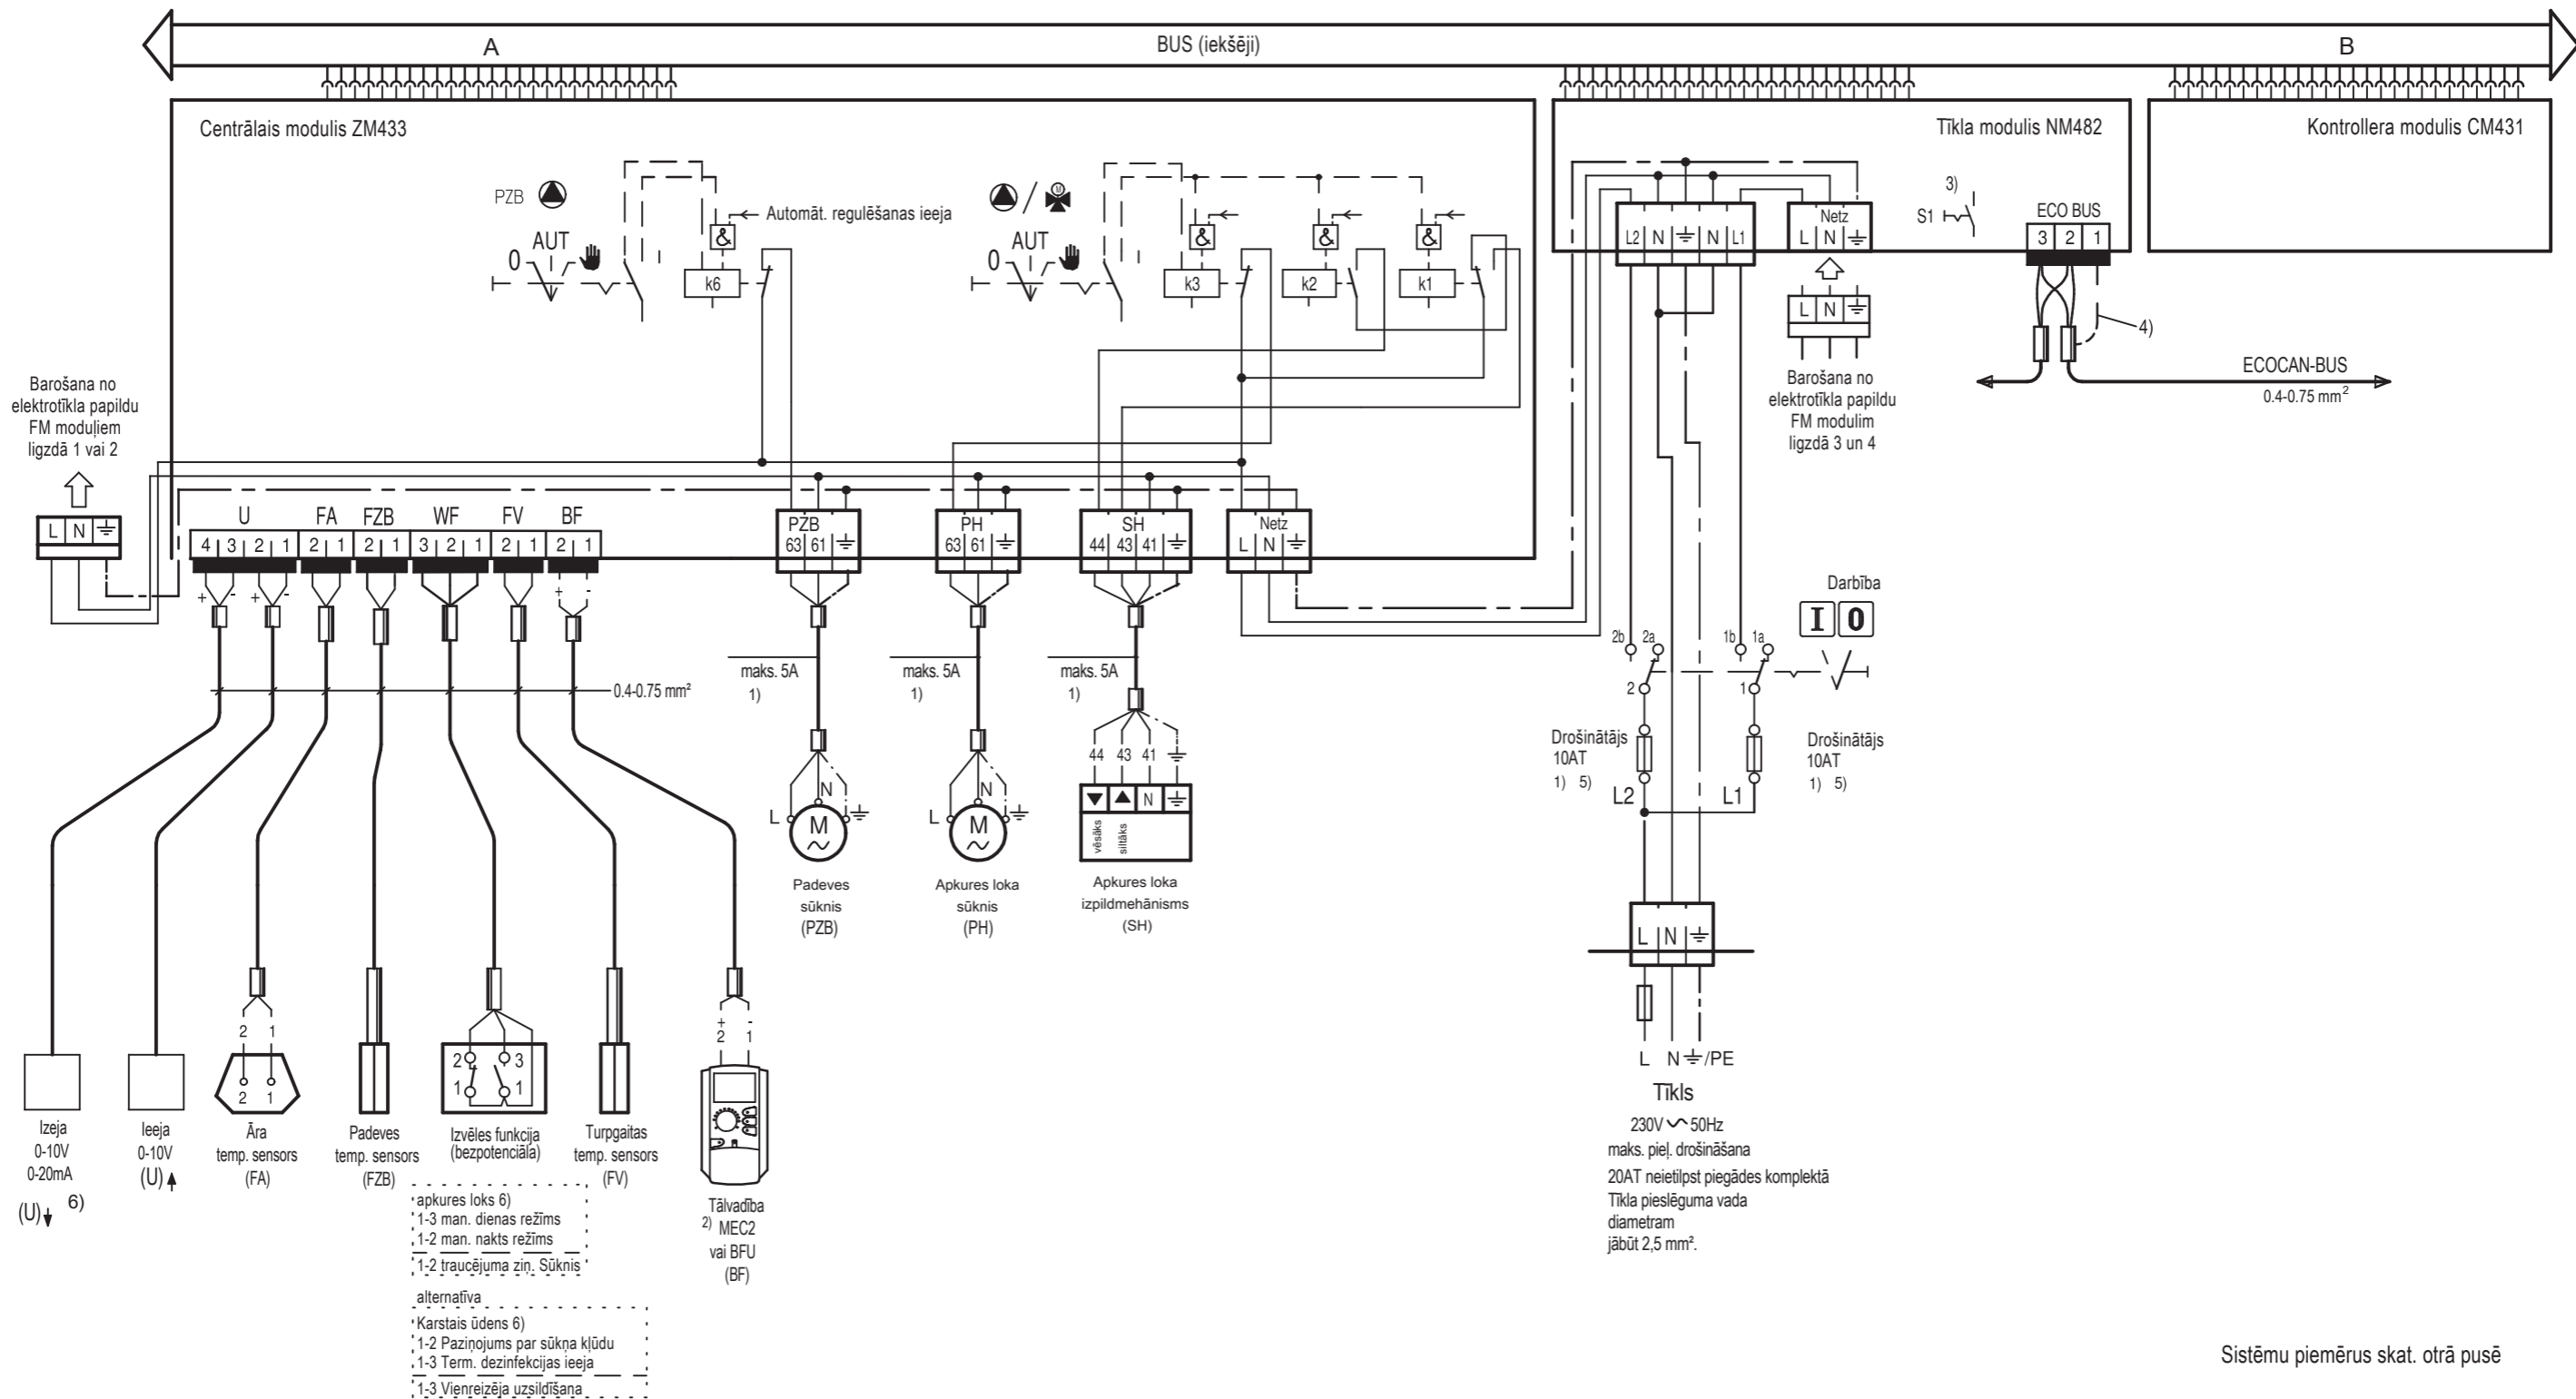 A
BUS (iekšēji)
B
Centrālais modulis ZM433
Tīkla modulis NM482
Kontrollera modulis CM431
PZB
Automāt. regulēšanas ieeja
0 AUT
&
k6
M
0 AUT
& & &
k3 k2 k1
L2 N N L1
Netz
L N
3)
S1
ECO BUS
3 2 1
4)
ECOCAN-BUS
0.4-0.75 mm²
L N
Barošana no
elektrotīkla papildu
FM modulim
ligzdā 3 un 4
Barošana no
elektrotīkla papildu
FM moduļiem
ligzdā 1 vai 2
L N
U FA FZB WF FV BF
4 3 2 1 2 1 2 1 3 2 1 2 1 2 1
+ - + - + -
PZB
63 61
PH
63 61
SH
44 43 41
Netz
L N
0.4-0.75 mm²
maks. 5A
1)
maks. 5A
1)
maks. 5A
1)
44 43 41
N
L N
M
L N
M
vēsāks
siltāks
Padeves
sūknis
(PZB)
Apkures loka
sūknis
(PH)
Apkures loka
izpildmehānisms
(SH)
Darbība
I 0
2b 2a 1b 1a
2 1
Drošinātājs
10AT
1) 5)
Drošinātājs
10AT
1) 5)
L2 L1
L N
L N /PE
Tīkls
230V 50Hz
maks. pieļ. drošināšana
20AT neietilpst piegādes komplektā
Tīkla pieslēguma vada
diametram
jābūt 2,5 mm².
Izeja
0-10V
0-20mA
(U) 6)
Ieeja
0-10V
(U)
2 1
2 1
Āra
temp. sensors
(FA)
Padeves
temp. sensors
(FZB)
2 3
1 1
Izvēles funkcija
(bezpotenciāla)
Turpgaitas
temp. sensors
(FV)
+ -
2 1
Tālvadība
2) MEC2
vai BFU
(BF)
apkures loks 6)
1-3 man. dienas režīms
1-2 man. nakts režīms
1-2 traucējuma ziņ. Sūknis
alternatīva
Karstais ūdens 6)
1-2 Paziņojums par sūkņa kļūdu
1-3 Term. dezinfekcijas ieeja
1-3 Vienreizēja uzsildīšana
Sistēmu piemērus skat. otrā pusē